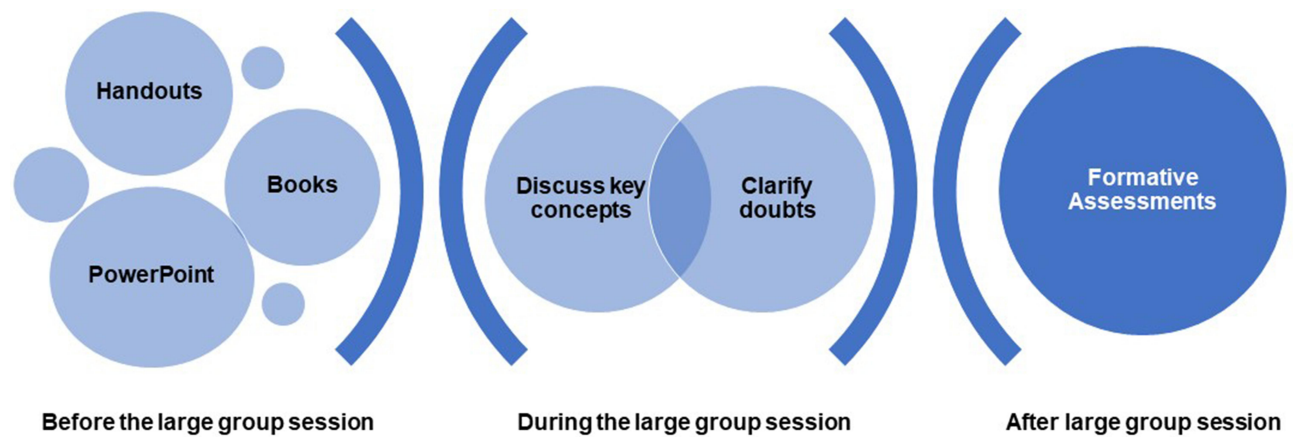 Handouts
Books
PowerPoint
Discuss key
concepts
Clarify
doubts
Formative
Assessments
Before the large group session
During the large group session
After large group session